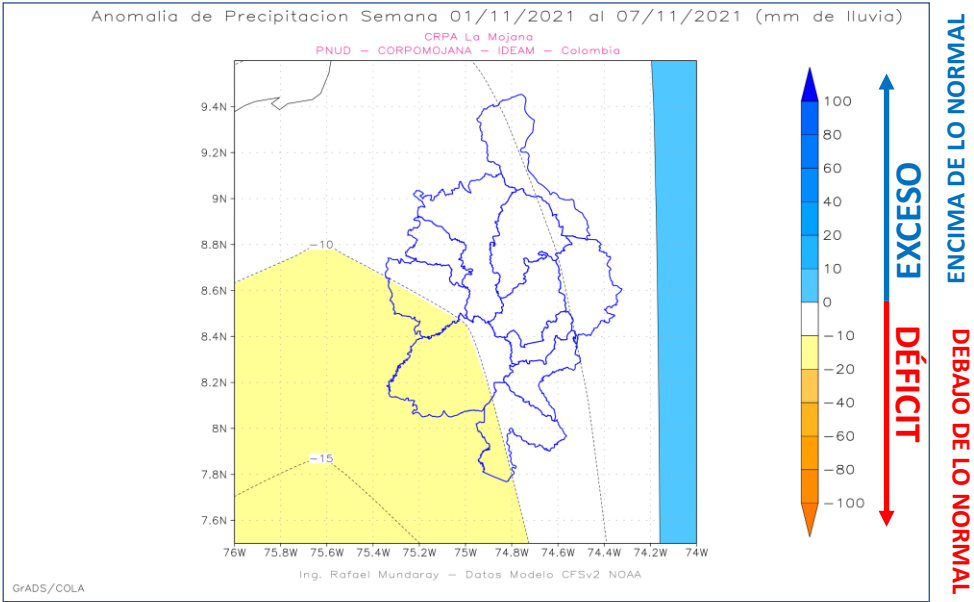 Anomalia de Precipitacion Semana 01/11/2021 al 07/11/2021 (mm de lluvia)
CRPA La Mojana
PNUD – CORPOMOJANA – IDEAM – Colombia
9.4N
9.2N
9N
8.8N
8.6N
8.4N
8.2N
8N
7.8N
7.6N
−10
−15
76W 75.8W 75.6W 75.4W 75.2W 75W 74.8W 74.6W 74.4W 74.2W 74W
Ing. Rafael Mundaray – Datos Modelo CFSv2 NOAA
GrADS/COLA
100
80
60
40
20
10
0
−10
−20
−40
−60
−80
−100
EXCESO
DÉFICIT
ENCIMA DE LO NORMAL
DEBAJO DE LO NORMAL